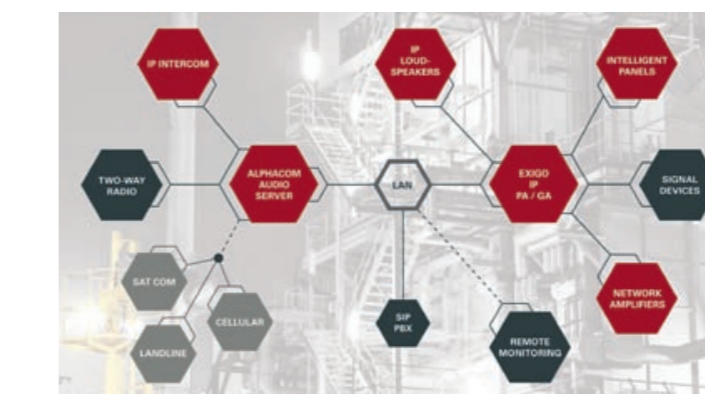 IP INTERCOM
IP
LOUD-
SPEAKERS
INTELLIGENT
PANELS
TWO-WAY
RADIO
ALPHACOM
AUDIO
SERVER
LAN
EXIGO
IP
PA / GA
SIGNAL
DEVICES
SAT COM
CELLULAR
LANDLINE
SIP
PBX
REMOTE
MONITORING
NETWORK
AMPLIFIERS